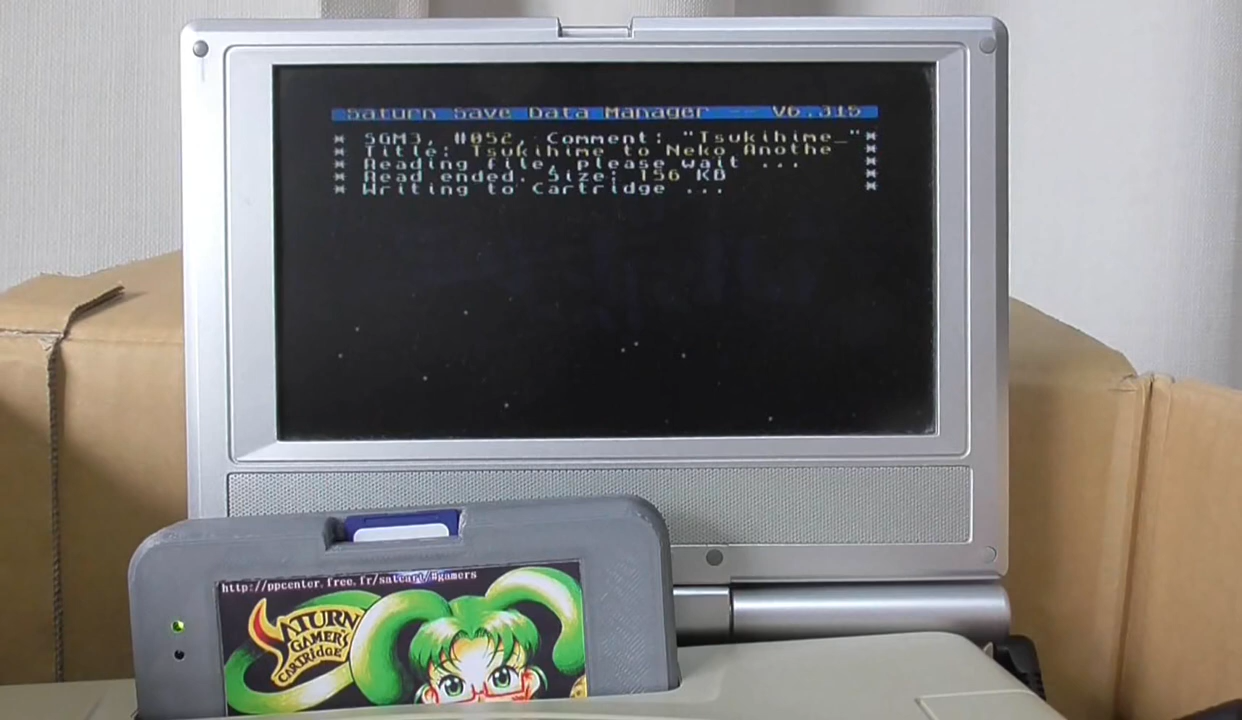 Saturn Save Data Manager -- V6.315
* SGM3, #052, Comment: "Tsukihime_"*
* Title: Tsukihime to Neko Anothe *
* Reading file, please wait ... *
* Read ended. Size: 156 KB *
* Writing to Cartridge ... *
http://ppcenter.free.fr/satcart/#gamers
SATURN
GAMER'S
CARTRIDGE